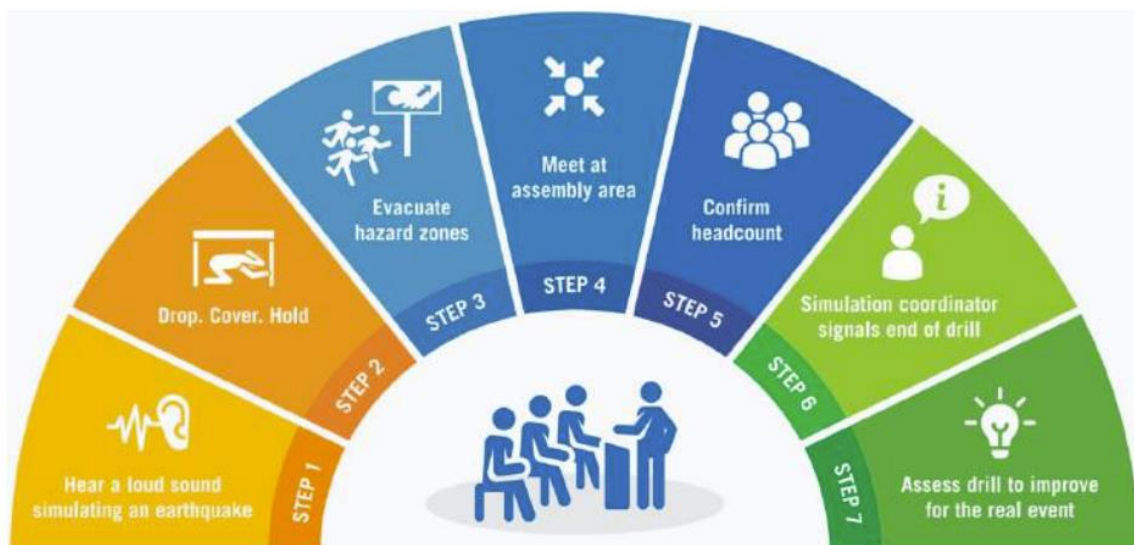 Hear a loud sound
simulating an earthquake
STEP 1
Drop. Cover. Hold
STEP 2
Evacuate
hazard zones
STEP 3
Meet at
assembly area
STEP 4
Confirm
headcount
STEP 5
i
Simulation coordinator
signals end of drill
STEP 6
Assess drill to improve
for the real event
STEP 7